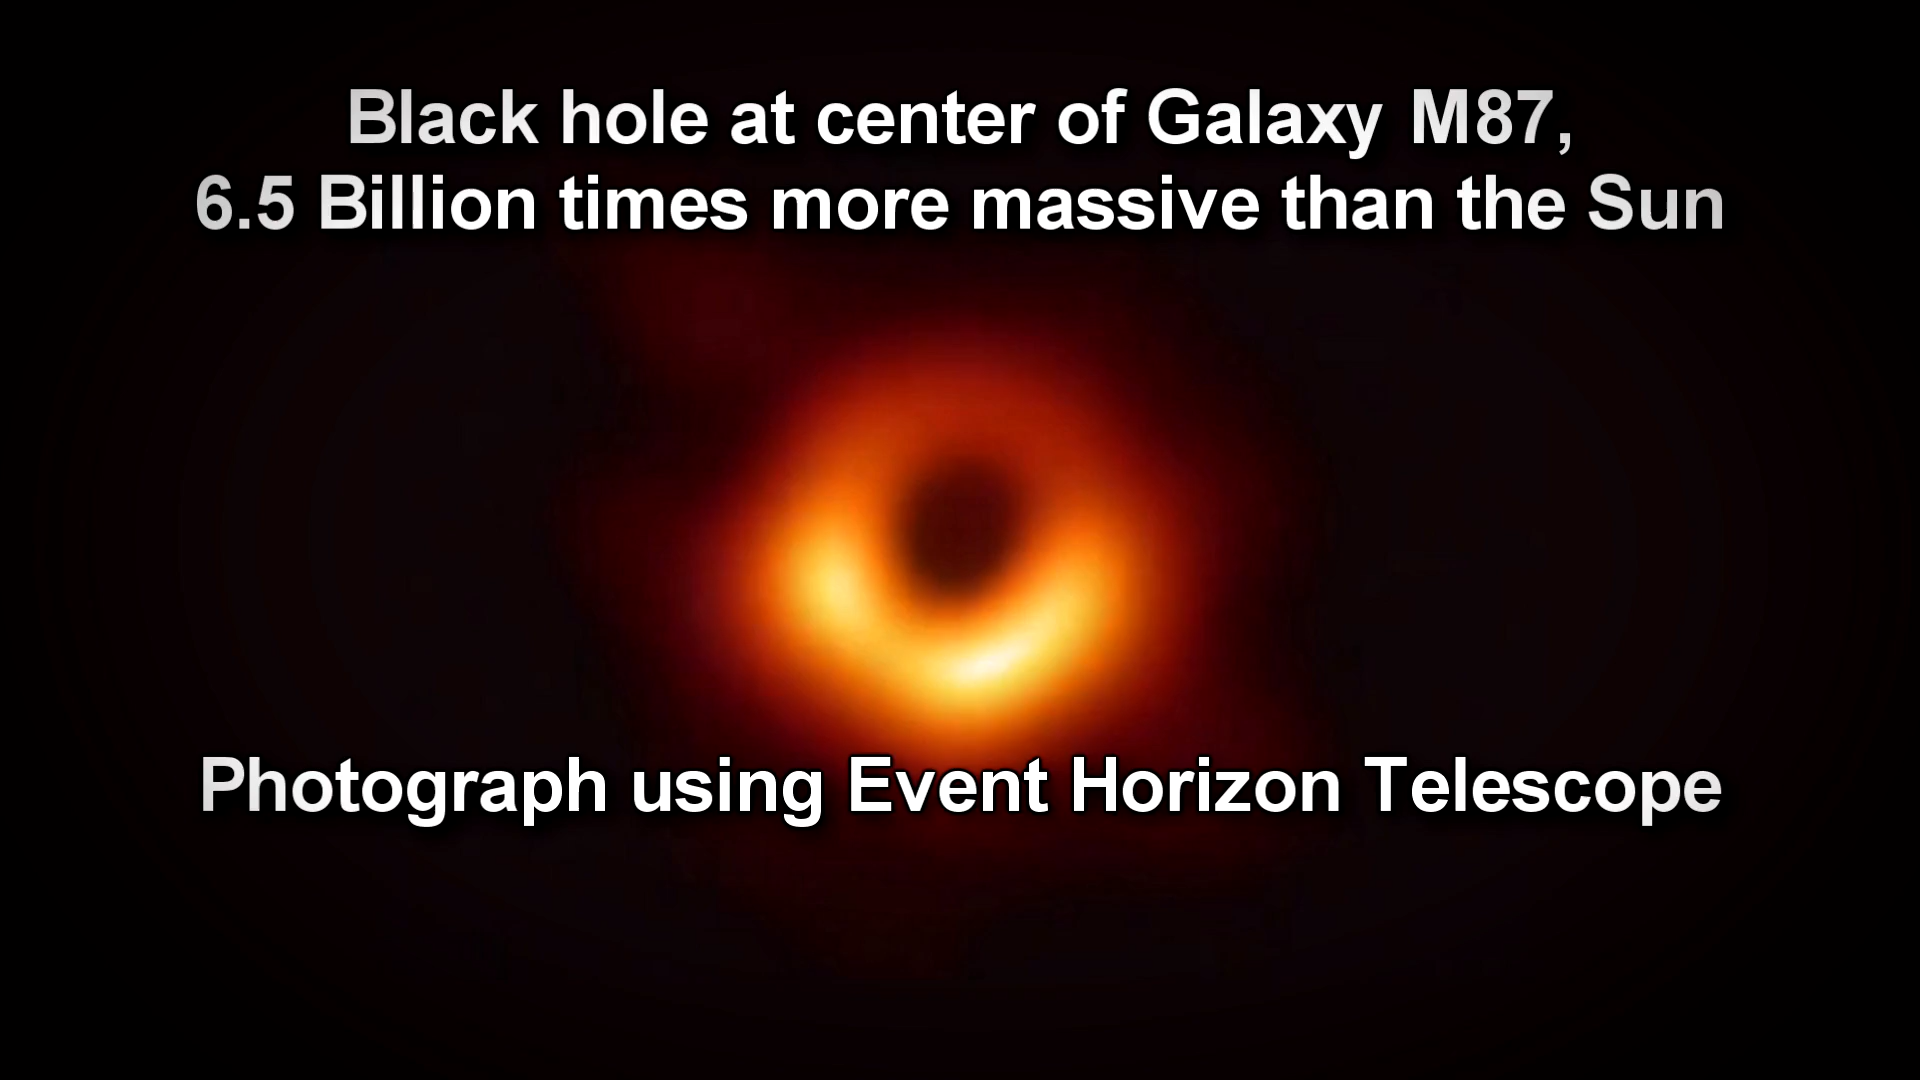 Black hole at center of Galaxy M87,
6.5 Billion times more massive than the Sun
Photograph using Event Horizon Telescope